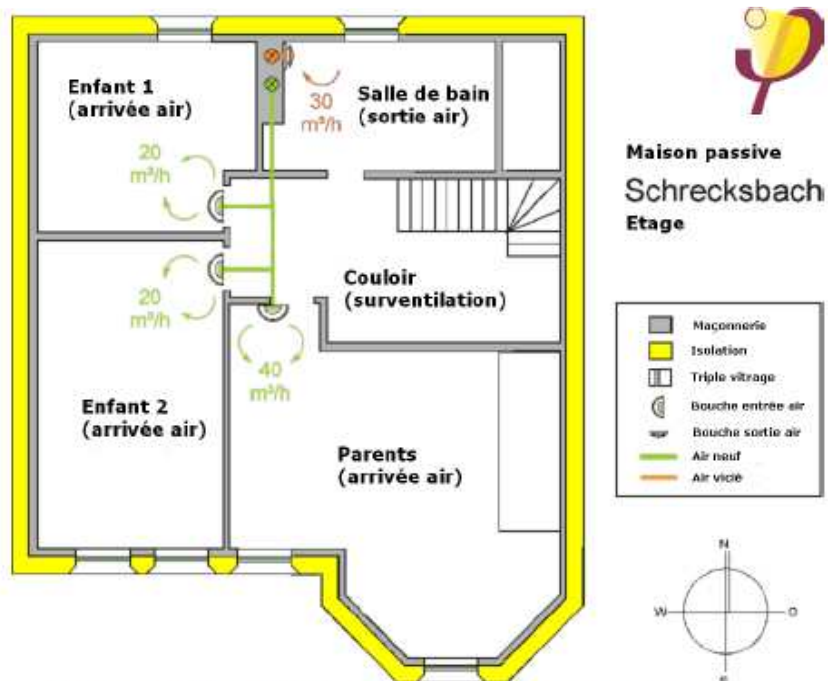 Enfant 1
(arrivée air)
Salle de bain
(sortie air)
30
m³/h
20
m³/h
Maison passive
Schrecksbach
Etage
Couloir
(surventilation)
20
m³/h
40
m³/h
Enfant 2
(arrivée air)
Parents
(arrivée air)
Maçonnerie
Isolation
Triple vitrage
Bouche entrée air
Bouche sortie air
Air neuf
Air vicié
N
W
O
S